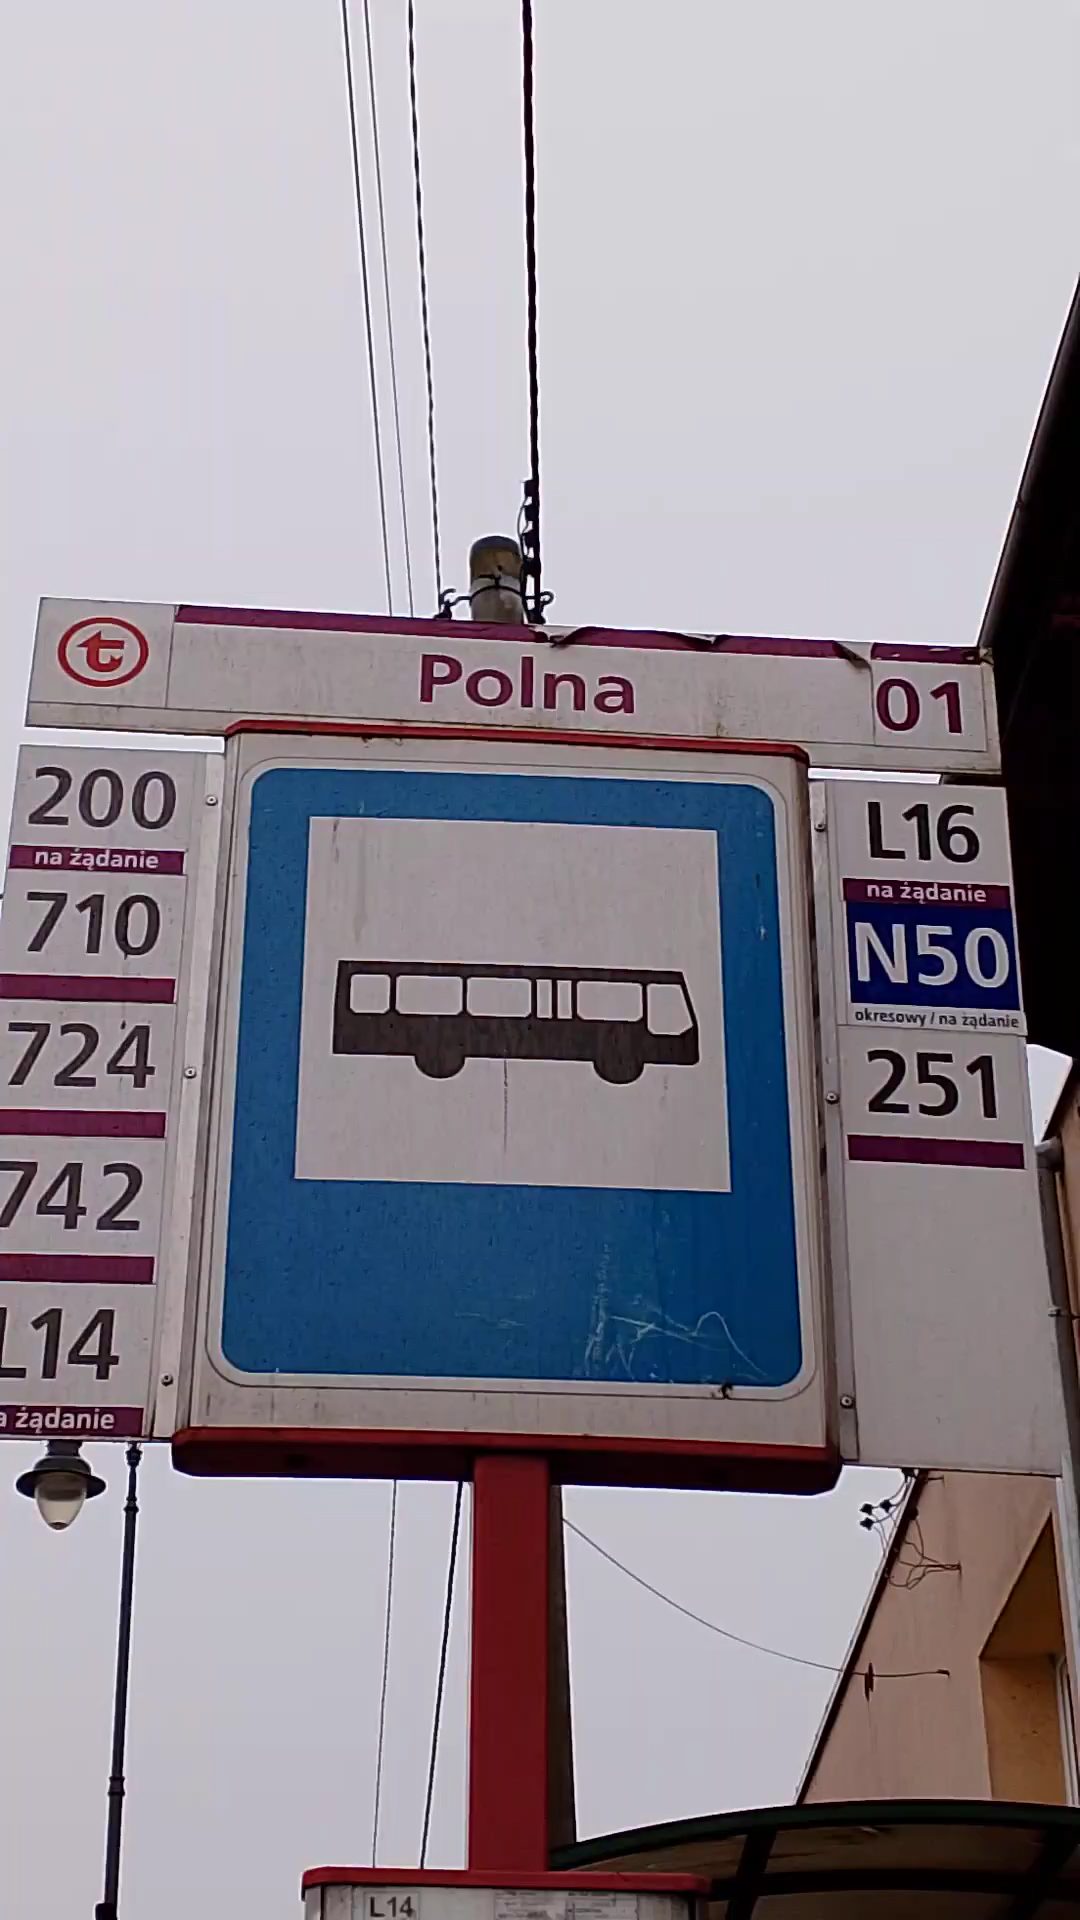 Polna 01
200
na żądanie
710
724
742
L14
a żądanie
L16
na żądanie
N50
okresowy / na żądanie
251
L14